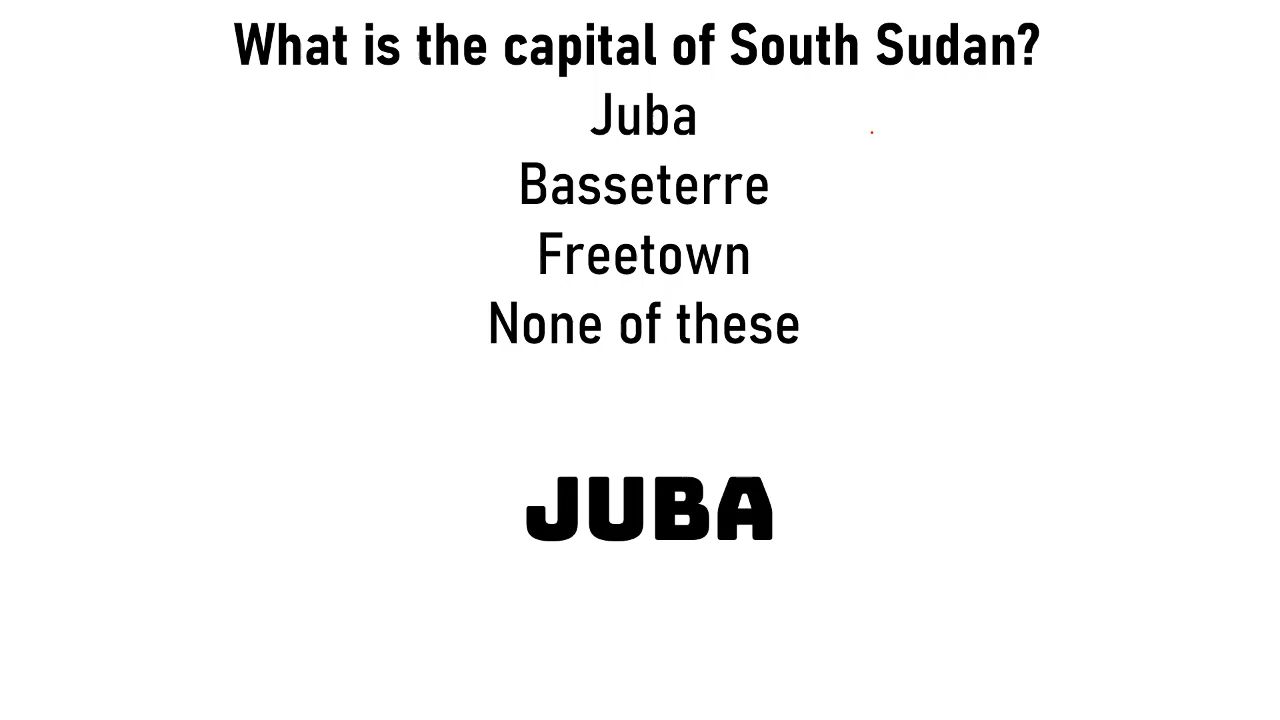 What is the capital of South Sudan?
Juba
Basseterre
Freetown
None of these
JUBA